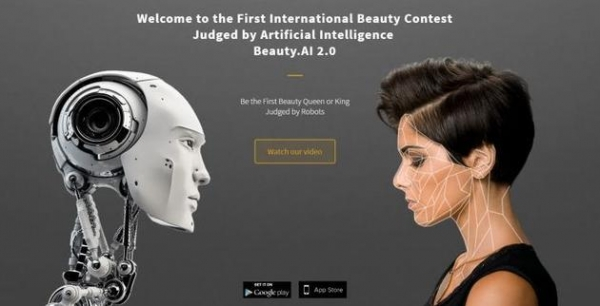 Welcome to the First International Beauty Contest
Judged by Artificial Intelligence
Beauty.AI 2.0
Be the First Beauty Queen or King
Judged by Robots
Watch our video
GET IT ON
Google play
App Store